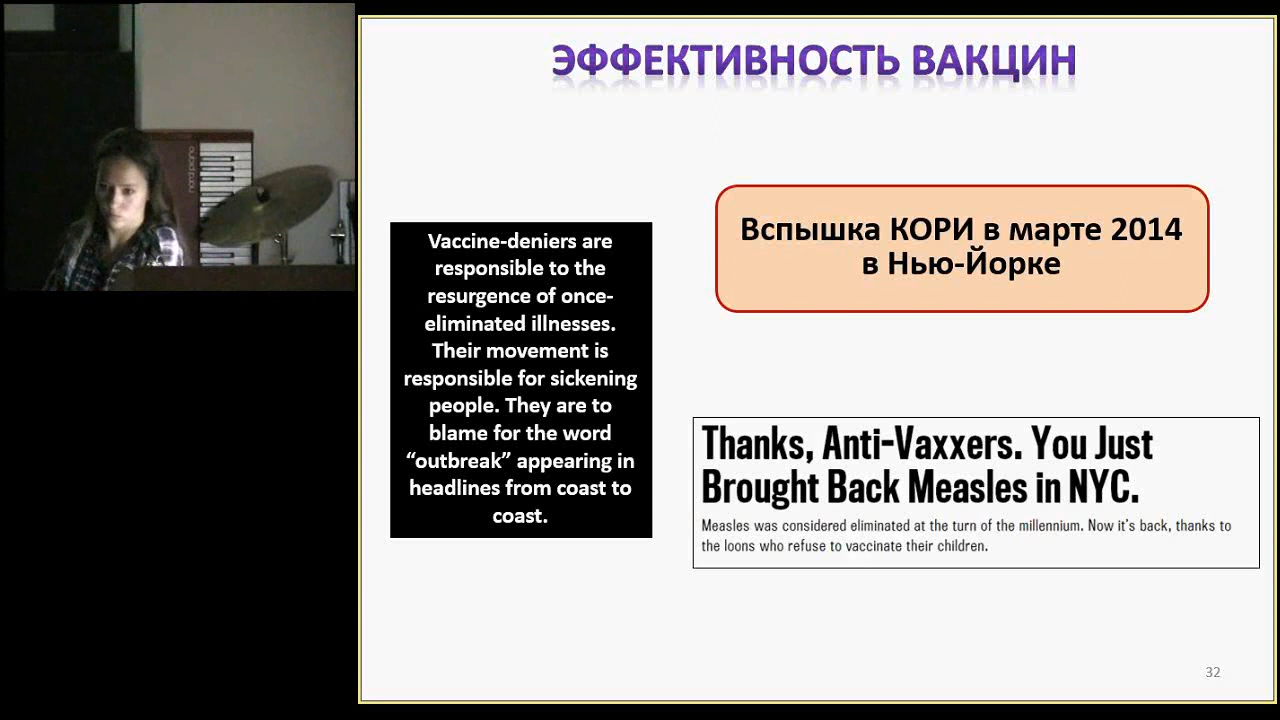 ЭФФЕКТИВНОСТЬ ВАКЦИН
Вспышка КОРИ в марте 2014
в Нью-Йорке
Vaccine-deniers are
responsible to the
resurgence of once-
eliminated illnesses.
Their movement is
responsible for sickening
people. They are to
blame for the word
“outbreak” appearing in
headlines from coast to
coast.
Thanks, Anti-Vaxxers. You Just
Brought Back Measles in NYC.
Measles was considered eliminated at the turn of the millennium. Now it's back, thanks to
the loons who refuse to vaccinate their children.
32
nord piano